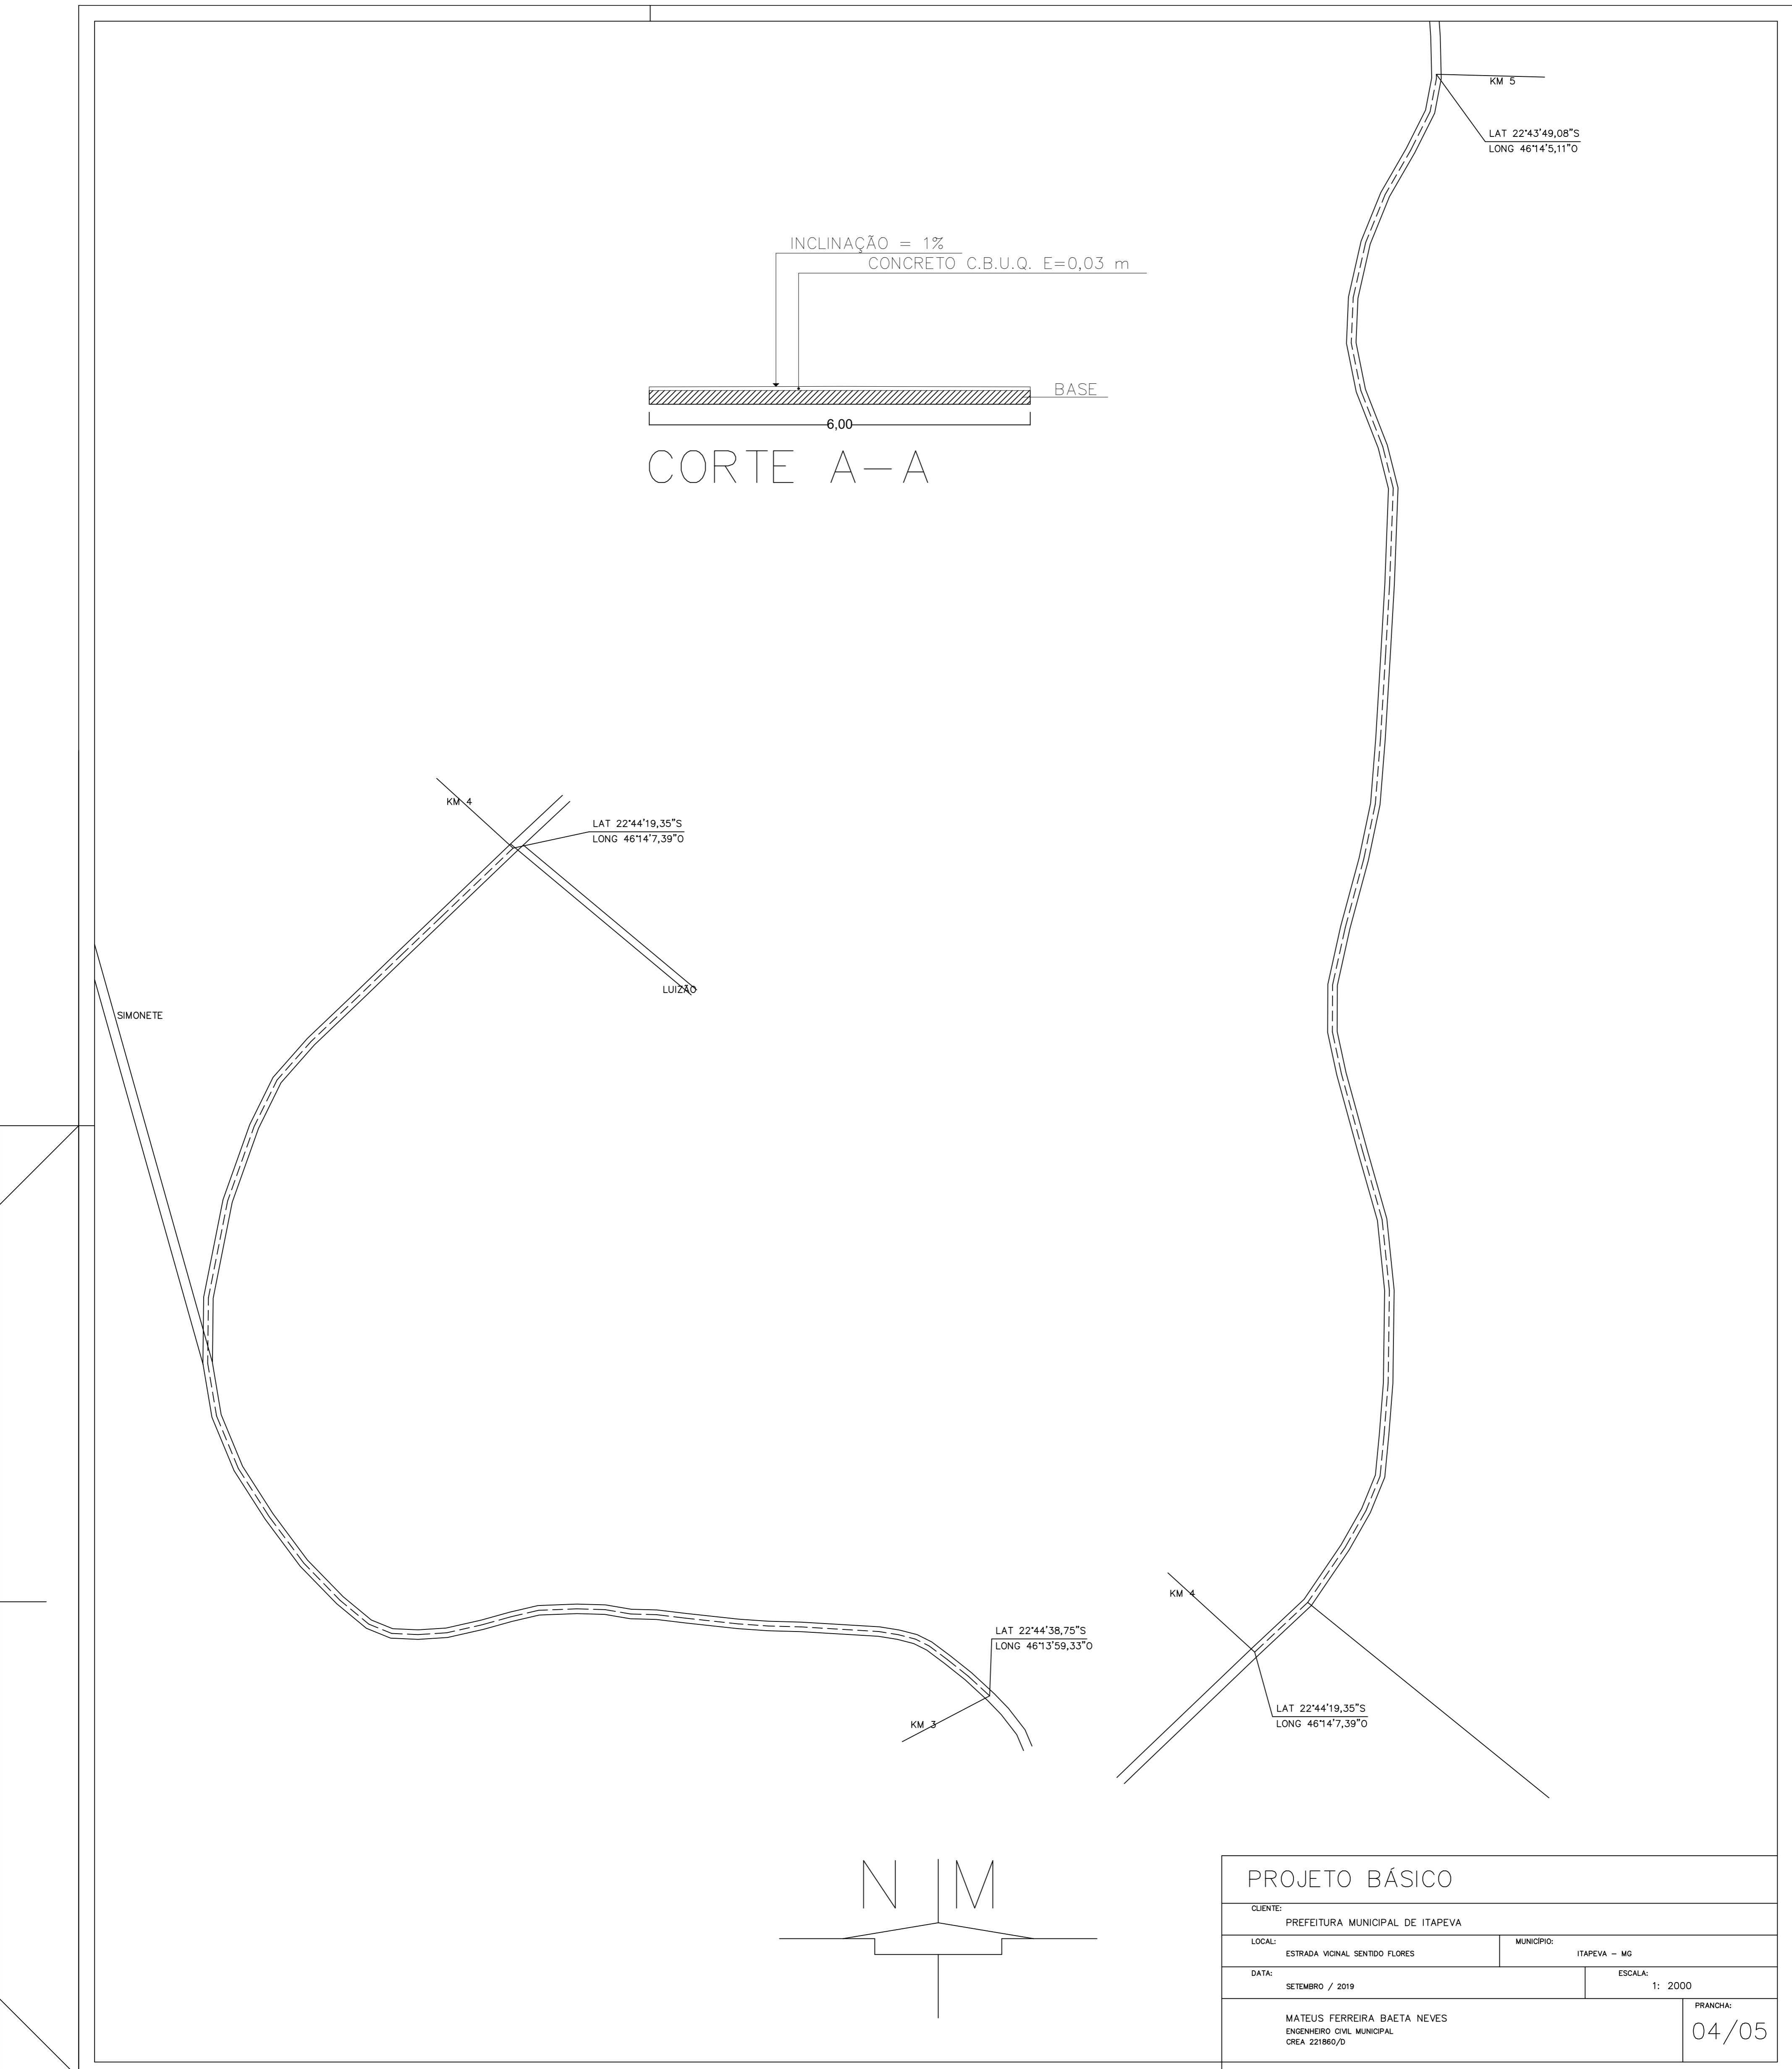 KM 5
LAT 22°43'49,08"S
LONG 46°14'5,11"O
INCLINAÇÃO = 1%
CONCRETO C.B.U.Q. E=0,03 m
BASE
6,00
CORTE A-A
KM 4
LAT 22°44'19,35"S
LONG 46°14'7,39"O
LUIZÃO
SIMONETE
KM 4
LAT 22°44'38,75"S
LONG 46°13'59,33"O
KM 3
LAT 22°44'19,35"S
LONG 46°14'7,39"O
N M
PROJETO BÁSICO
CLIENTE:
PREFEITURA MUNICIPAL DE ITAPEVA
LOCAL:
ESTRADA VICINAL SENTIDO FLORES
MUNICÍPIO:
ITAPEVA - MG
DATA:
SETEMBRO / 2019
ESCALA:
1: 2000
MATEUS FERREIRA BAETA NEVES
ENGENHEIRO CIVIL MUNICIPAL
CREA 221860/D
PRANCHA:
04/05